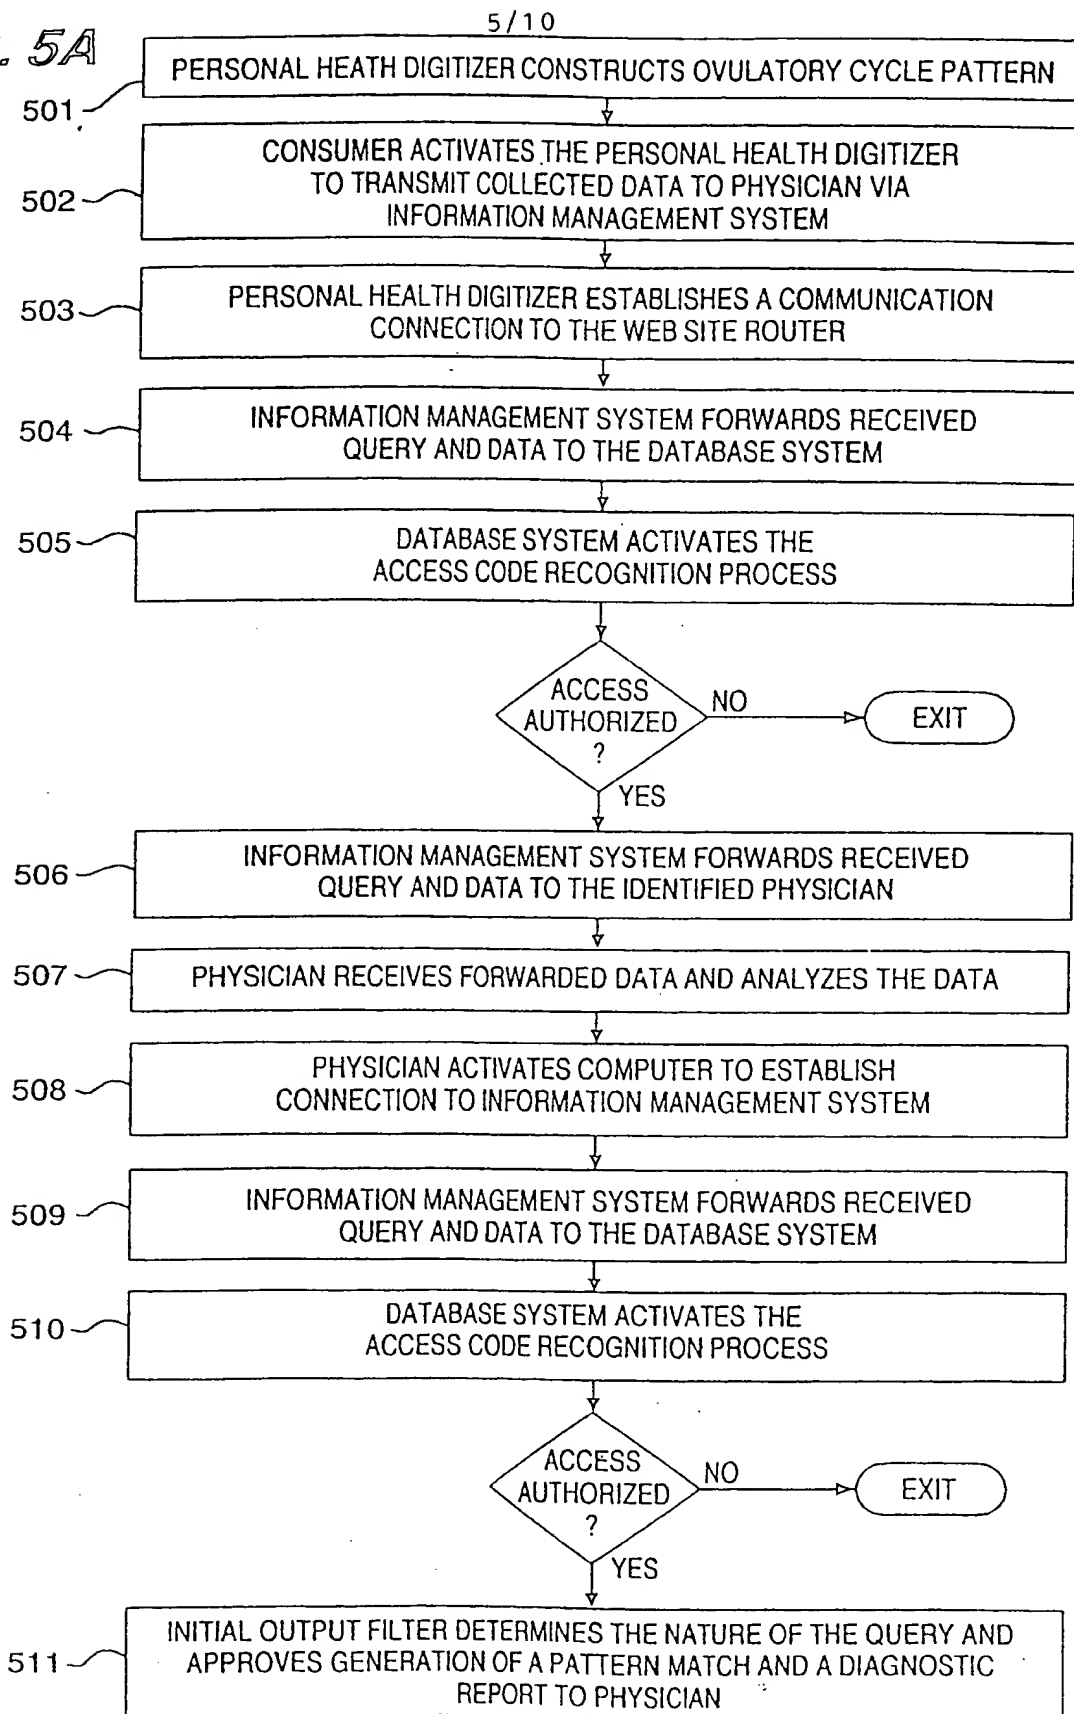 5/10
. 5A
501
PERSONAL HEATH DIGITIZER CONSTRUCTS OVULATORY CYCLE PATTERN
502
CONSUMER ACTIVATES THE PERSONAL HEALTH DIGITIZER
TO TRANSMIT COLLECTED DATA TO PHYSICIAN VIA
INFORMATION MANAGEMENT SYSTEM
503
PERSONAL HEALTH DIGITIZER ESTABLISHES A COMMUNICATION
CONNECTION TO THE WEB SITE ROUTER
504
INFORMATION MANAGEMENT SYSTEM FORWARDS RECEIVED
QUERY AND DATA TO THE DATABASE SYSTEM
505
DATABASE SYSTEM ACTIVATES THE
ACCESS CODE RECOGNITION PROCESS
ACCESS
AUTHORIZED
?
NO
EXIT
YES
506
INFORMATION MANAGEMENT SYSTEM FORWARDS RECEIVED
QUERY AND DATA TO THE IDENTIFIED PHYSICIAN
507
PHYSICIAN RECEIVES FORWARDED DATA AND ANALYZES THE DATA
508
PHYSICIAN ACTIVATES COMPUTER TO ESTABLISH
CONNECTION TO INFORMATION MANAGEMENT SYSTEM
509
INFORMATION MANAGEMENT SYSTEM FORWARDS RECEIVED
QUERY AND DATA TO THE DATABASE SYSTEM
510
DATABASE SYSTEM ACTIVATES THE
ACCESS CODE RECOGNITION PROCESS
ACCESS
AUTHORIZED
?
NO
EXIT
YES
511
INITIAL OUTPUT FILTER DETERMINES THE NATURE OF THE QUERY AND
APPROVES GENERATION OF A PATTERN MATCH AND A DIAGNOSTIC
REPORT TO PHYSICIAN